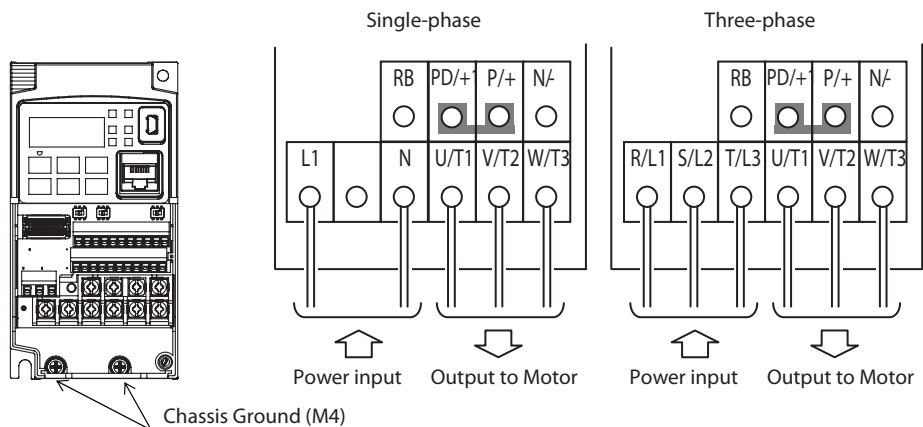 Single-phase
Three-phase
RB PD/+1 P/+ N/-
L1 N U/T1 V/T2 W/T3
Power input Output to Motor
RB PD/+1 P/+ N/-
R/L1 S/L2 T/L3 U/T1 V/T2 W/T3
Power input Output to Motor
Chassis Ground (M4)